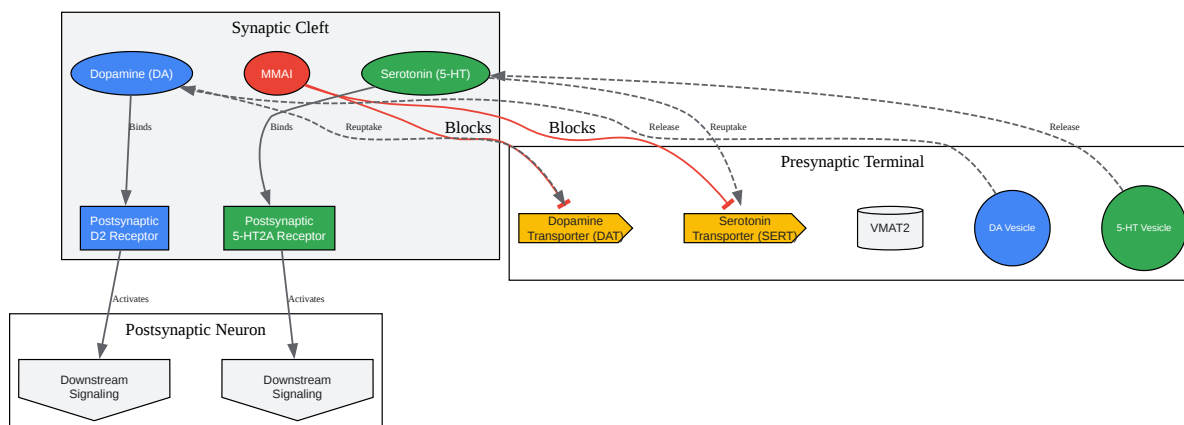 Synaptic Cleft
Dopamine (DA)
MMAI
Serotonin (5-HT)
Binds
Reuptake
Binds
Blocks
Blocks
Release
Reuptake
Release
Presynaptic Terminal
Postsynaptic
D2 Receptor
Postsynaptic
5-HT2A Receptor
Dopamine
Transporter (DAT)
Serotonin
Transporter (SERT)
VMAT2
DA Vesicle
5-HT Vesicle
Activates
Activates
Postsynaptic Neuron
Downstream
Signaling
Downstream
Signaling